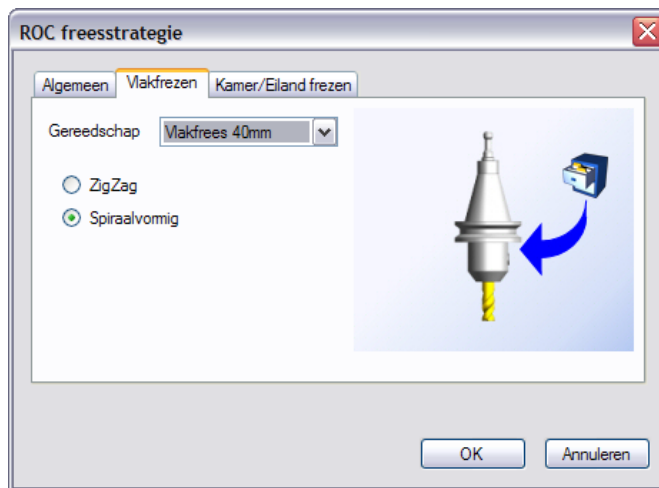 ROC freesstrategie
Algemeen Vlakfrezen Kamer/Eiland frezen
Gereedschap Vlakfrees 40mm
ZigZag
Spiraalvormig
OK Annuleren